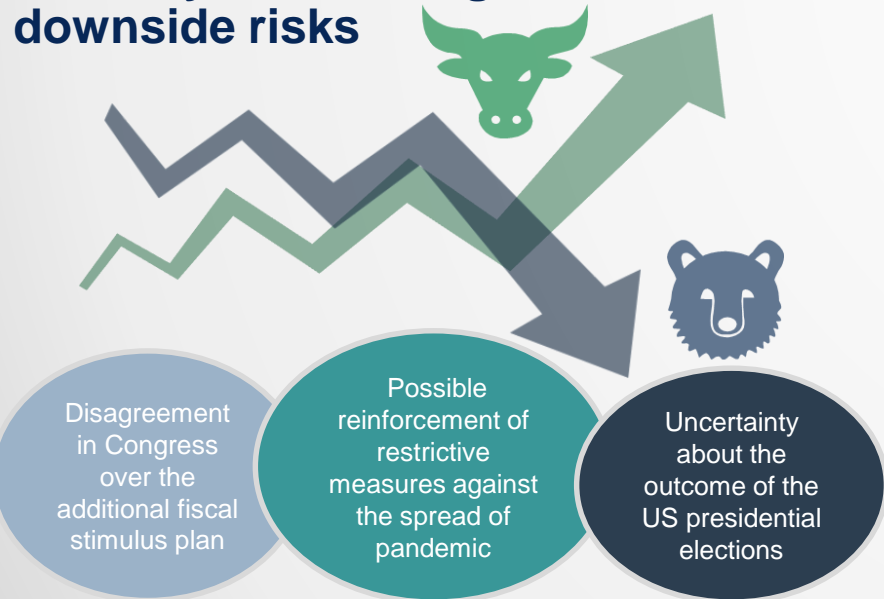 downside risks
Disagreement
in Congress
over the
additional fiscal
stimulus plan
Possible
reinforcement of
restrictive
measures against
the spread of
pandemic
Uncertainty
about the
outcome of the
US presidential
elections